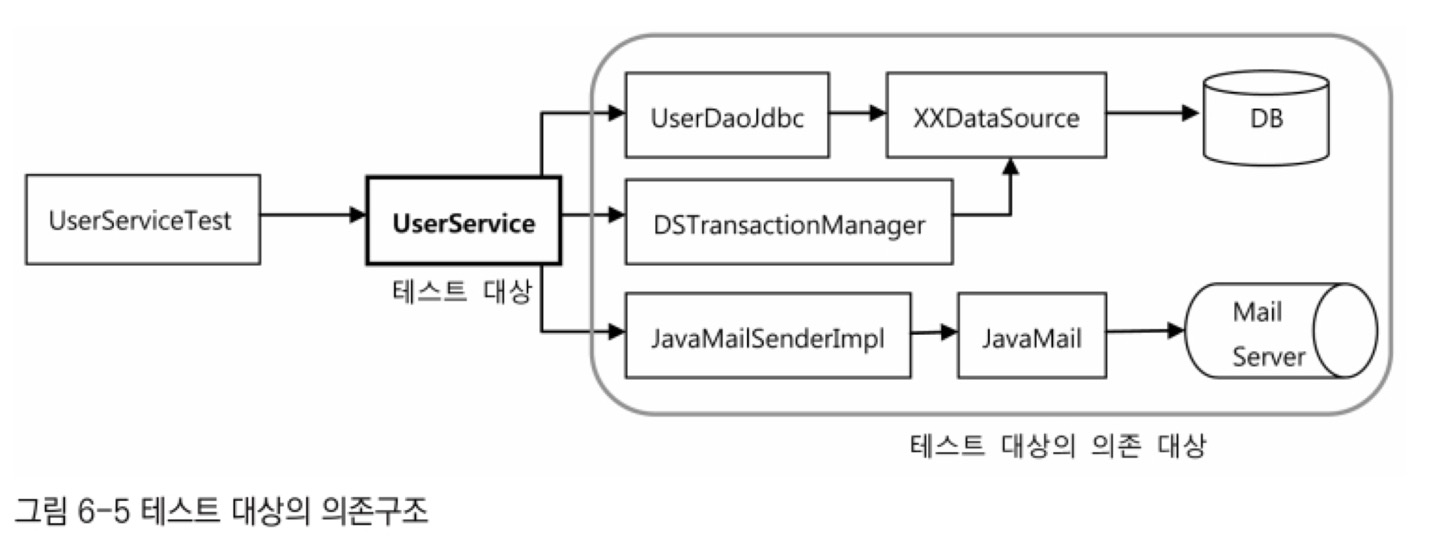 UserDaoJdbc
XXDataSource
DB
UserServiceTest
UserService
DSTransactionManager
테스트 대상
JavaMailSenderImpl
JavaMail
Mail
Server
테스트 대상의 의존 대상
그림 6-5 테스트 대상의 의존구조